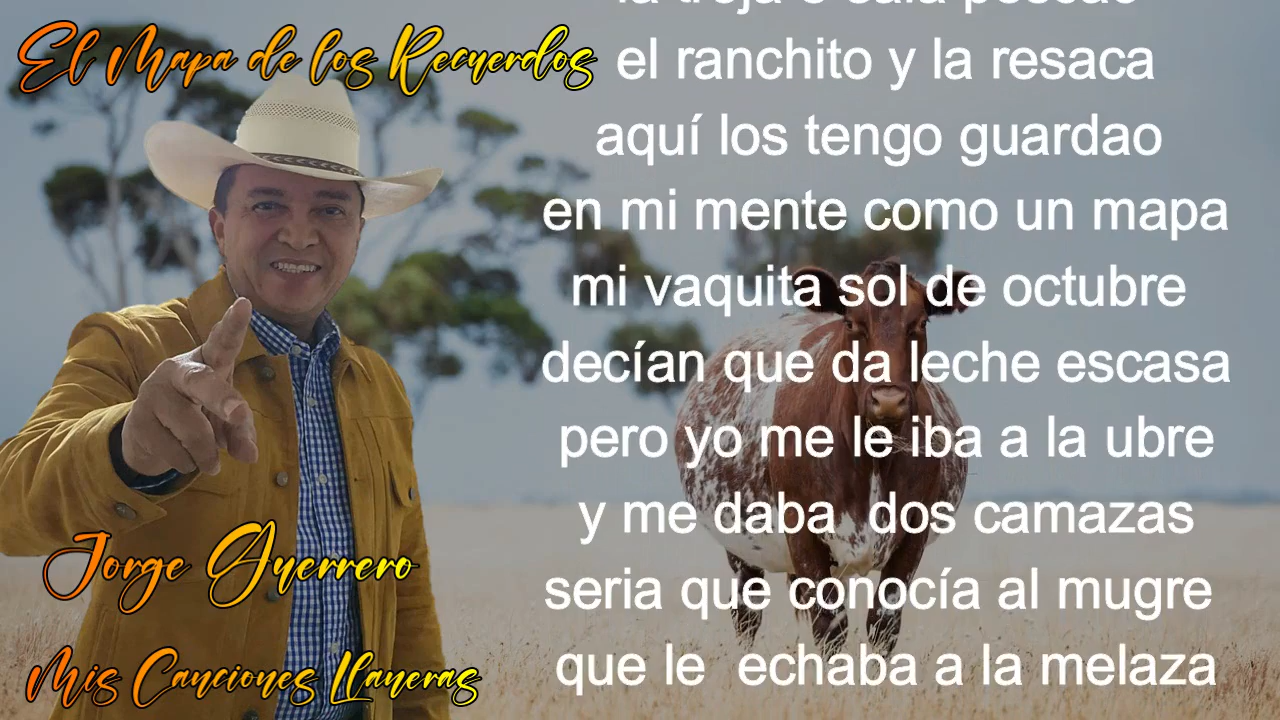 El Mapa de los Recuerdos
el ranchito y la resaca
aquí los tengo guardao
en mi mente como un mapa
mi vaquita sol de octubre
decían que da leche escasa
pero yo me le iba a la ubre
y me daba dos camazas
seria que conocía al mugre
que le echaba a la melaza
Jorge Guerrero
Mis Canciones Llaneras